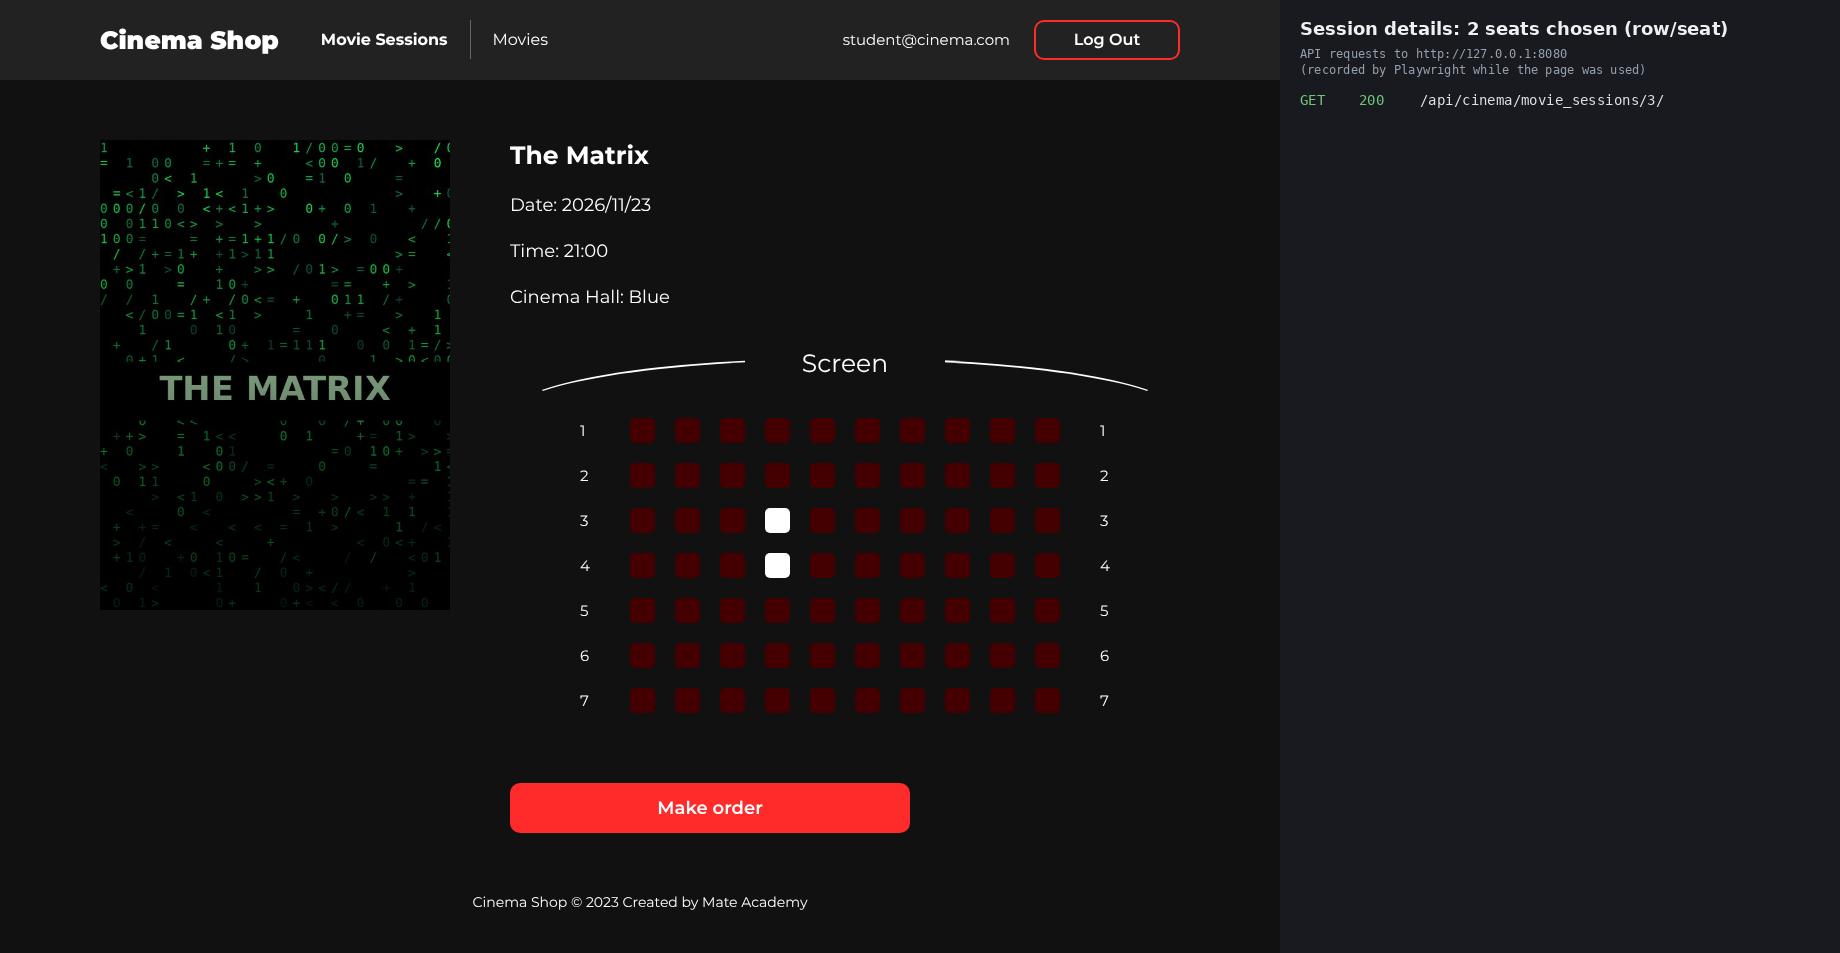 Cinema Shop
Movie Sessions
Movies
student@cinema.com
Log Out
THE MATRIX
The Matrix
Date: 2026/11/23
Time: 21:00
Cinema Hall: Blue
Screen
1 1
2 2
3 3
4 4
5 5
6 6
7 7
Make order
Cinema Shop © 2023 Created by Mate Academy
Session details: 2 seats chosen (row/seat)
API requests to http://127.0.0.1:8080
(recorded by Playwright while the page was used)
GET 200 /api/cinema/movie_sessions/3/